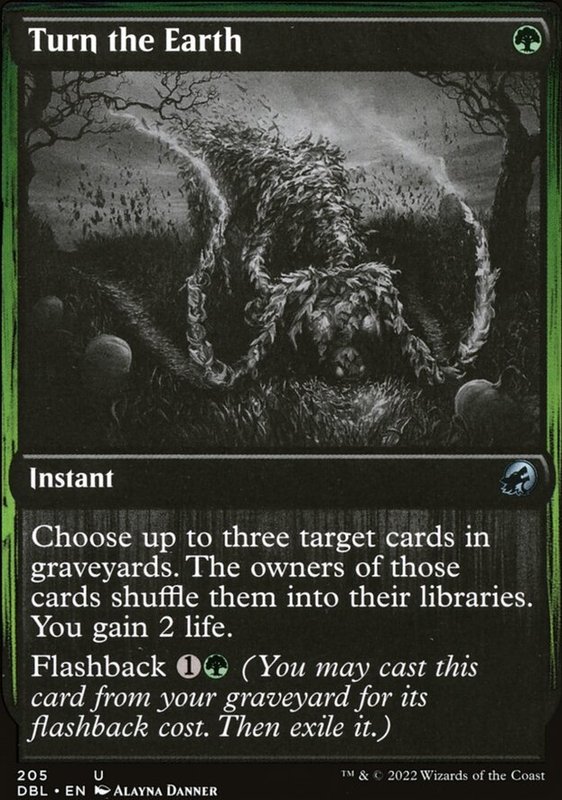 Turn the Earth
Instant
Choose up to three target cards in
graveyards. The owners of those
cards shuffle them into their libraries.
You gain 2 life.
Flashback 1 (You may cast this
card from your graveyard for its
flashback cost. Then exile it.)
205 U
DBL • EN ALAYNA DANNER
™ & © 2022 Wizards of the Coast